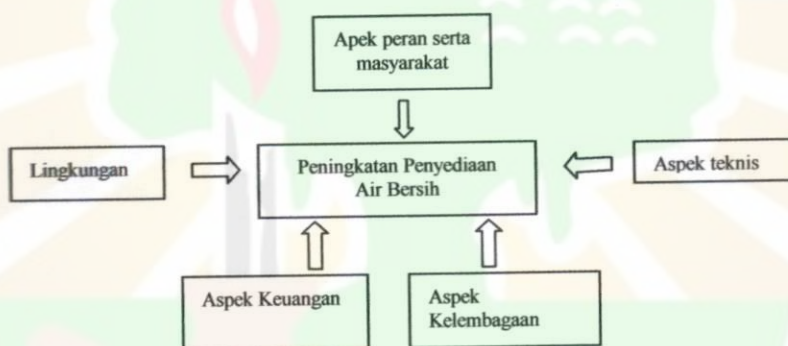 Apek peran serta
masyarakat
Lingkungan
Peningkatan Penyediaan
Air Bersih
Aspek teknis
Aspek Keuangan
Aspek
Kelembagaan